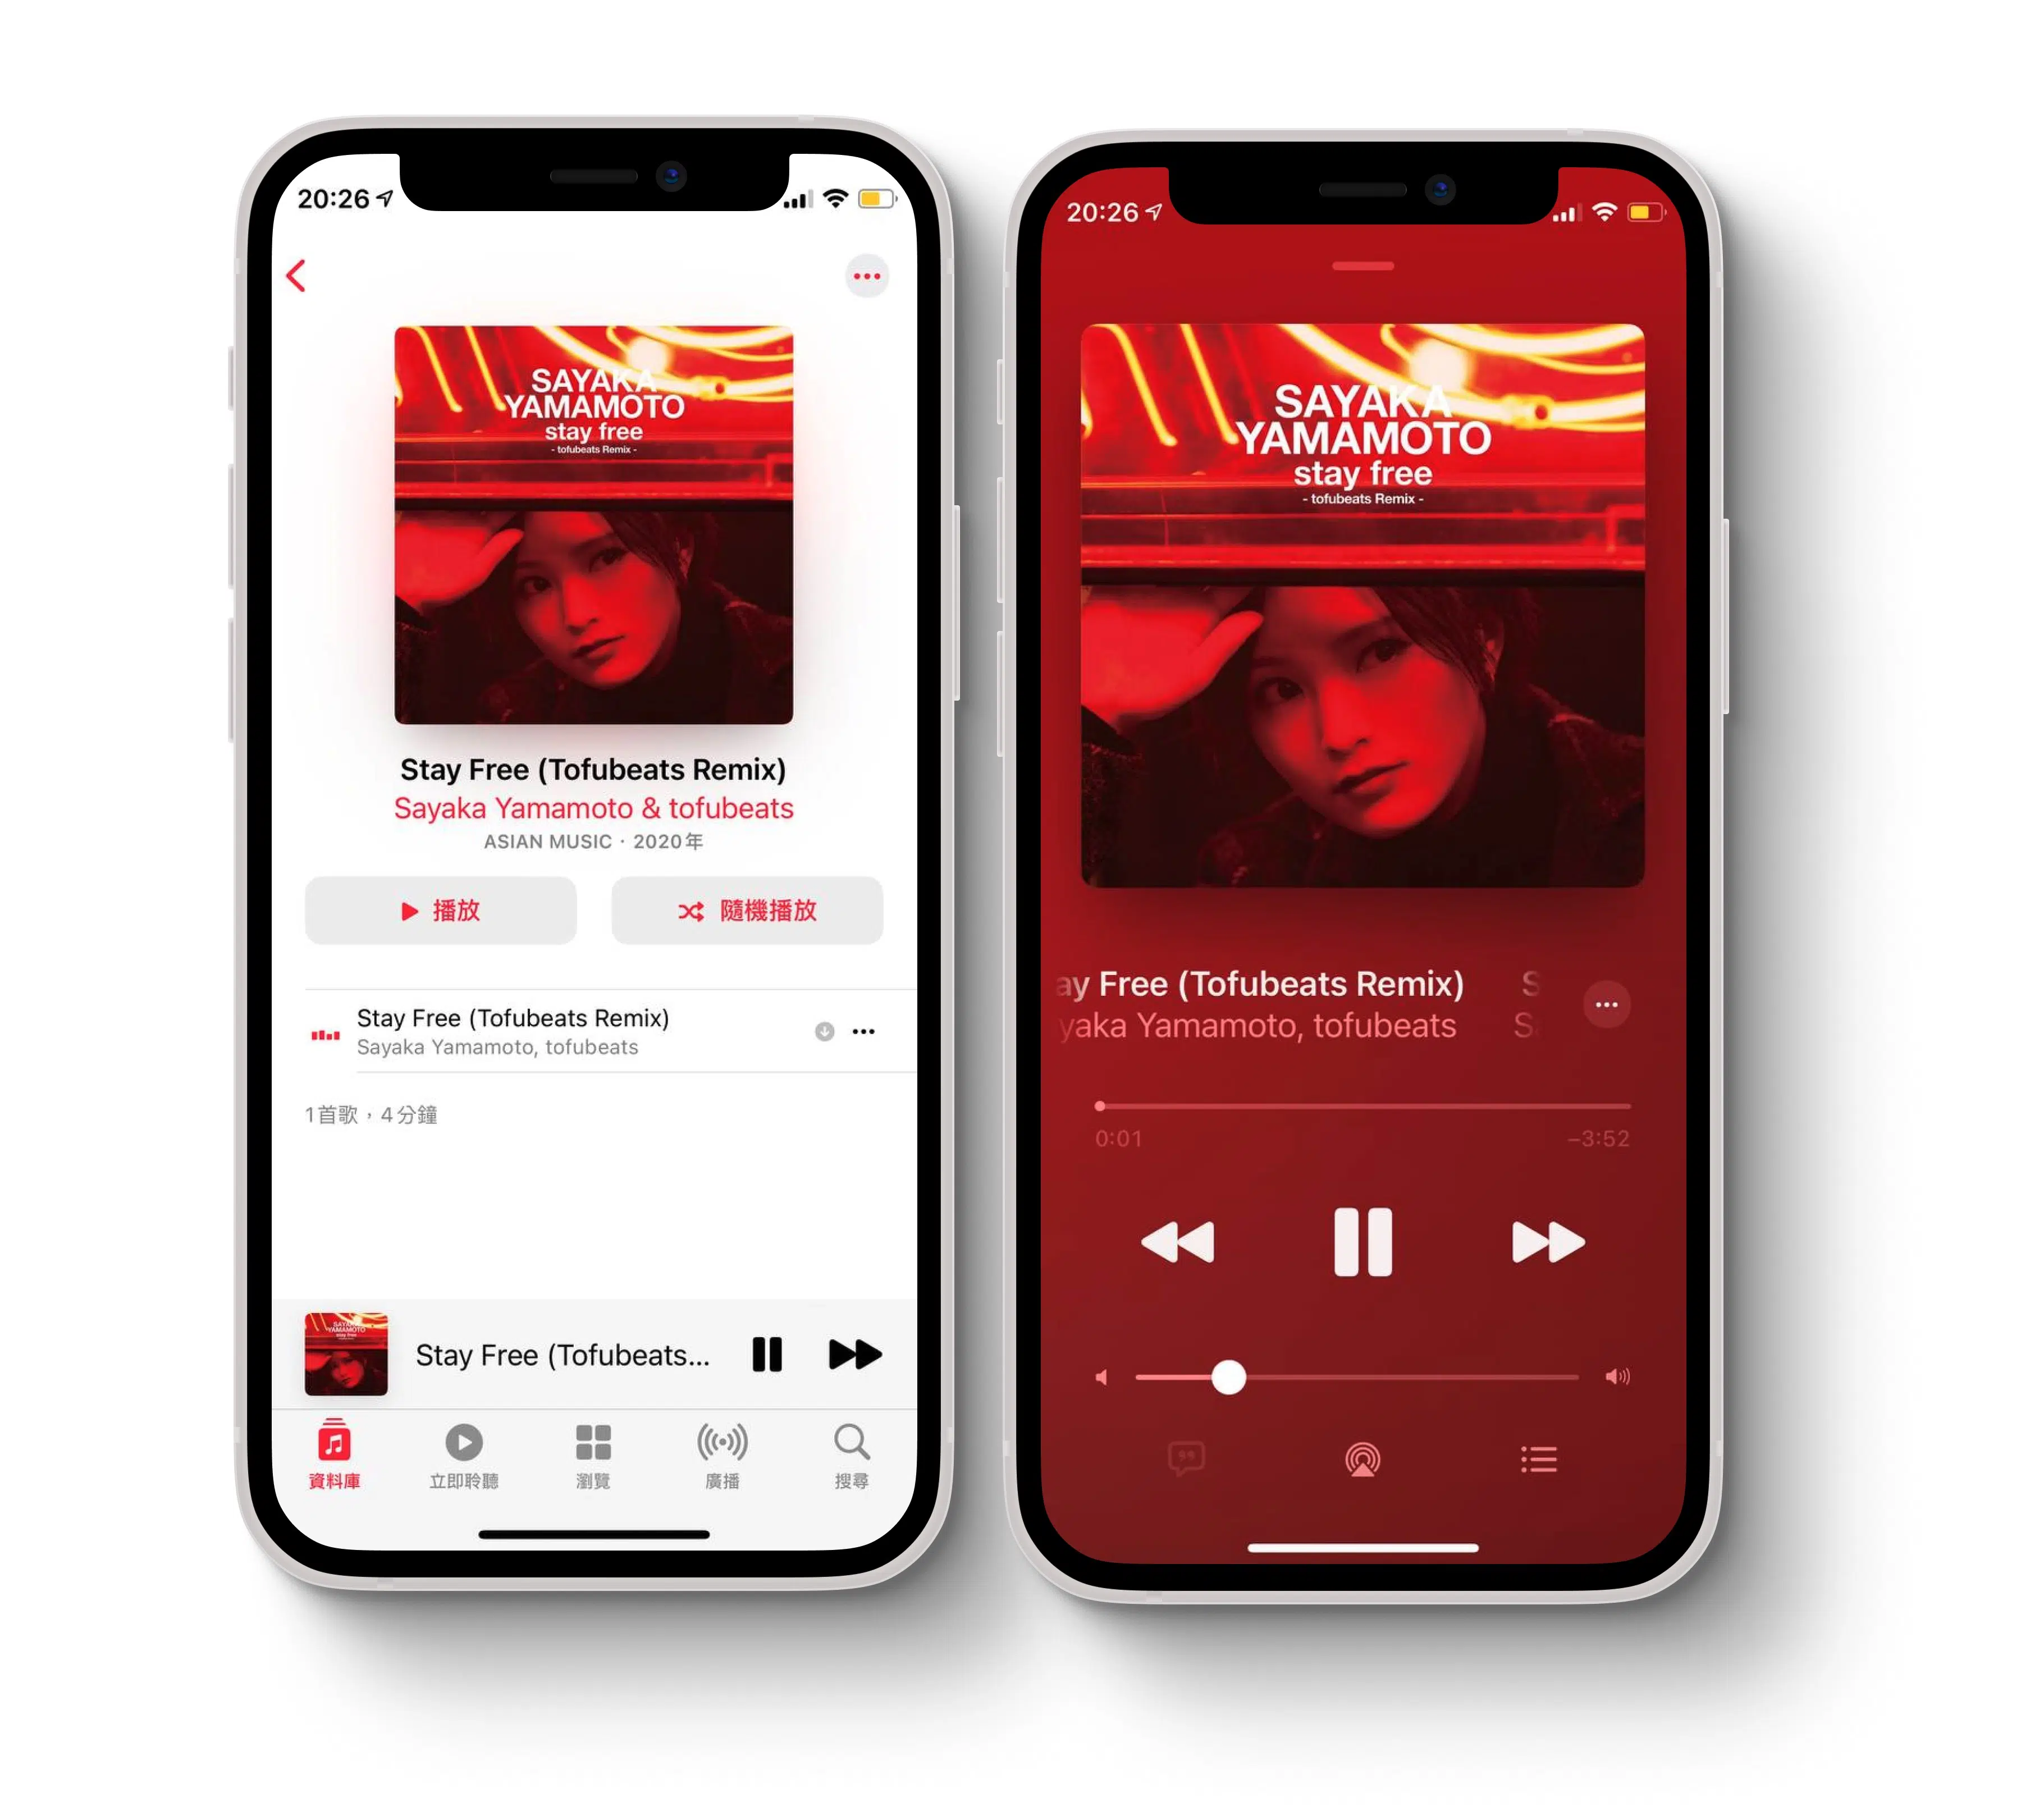 20:26
SAYAKA
YAMAMOTO
stay free
- tofubeats Remix -
Stay Free (Tofubeats Remix)
Sayaka Yamamoto & tofubeats
ASIAN MUSIC · 2020年
播放
隨機播放
Stay Free (Tofubeats Remix)
Sayaka Yamamoto, tofubeats
1首歌，4分鐘
SAYAKA
YAMAMOTO
stay free
Stay Free (Tofubeats...
資料庫
立即聆聽
瀏覽
廣播
搜尋
20:26
SAYAKA
YAMAMOTO
stay free
- tofubeats Remix -
ay Free (Tofubeats Remix) S
yaka Yamamoto, tofubeats S
0:01
−3:52